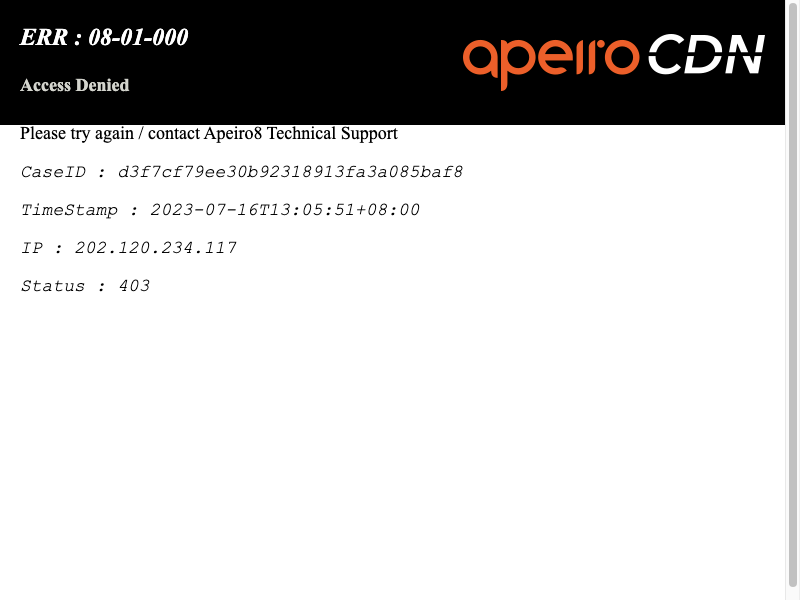 ERR : 08-01-000
apeiro CDN
Access Denied
Please try again / contact Apeiro8 Technical Support
CaseID : d3f7cf79ee30b92318913fa3a085baf8
TimeStamp : 2023-07-16T13:05:51+08:00
IP : 202.120.234.117
Status : 403